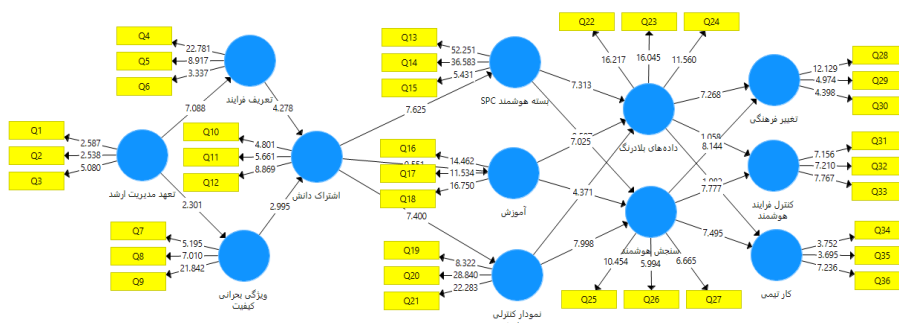 Q4
Q5
Q6
22.781
8.917
3.337
تعریف فرایند
7.088
4.278
Q1
Q2
Q3
2.587
2.538
5.080
تعهد مدیریت ارشد
2.301
2.995
Q10
Q11
Q12
4.801
5.661
8.869
اشتراک دانش
Q7
Q8
Q9
5.195
7.010
21.842
ویژگی بحرانی
کیفیت
7.625
7.400
Q13
Q14
Q15
52.251
36.583
5.431
بسته هوشمند SPC
Q16
Q17
Q18
14.462
11.534
16.750
آموزش
Q19
Q20
Q21
8.322
28.840
22.283
نمودار کنترلی
7.313
7.025
4.371
7.998
Q22
Q23
Q24
16.217
16.045
11.560
داده‌های بلادرنگ
سنجش هوشمند
10.454
5.994
6.665
Q25
Q26
Q27
7.268
1.058
8.144
7.777
7.495
Q28
Q29
Q30
12.129
4.974
4.398
تغییر فرهنگی
Q31
Q32
Q33
7.156
7.210
7.767
کنترل فرایند
هوشمند
Q34
Q35
Q36
3.752
3.695
7.236
کار تیمی